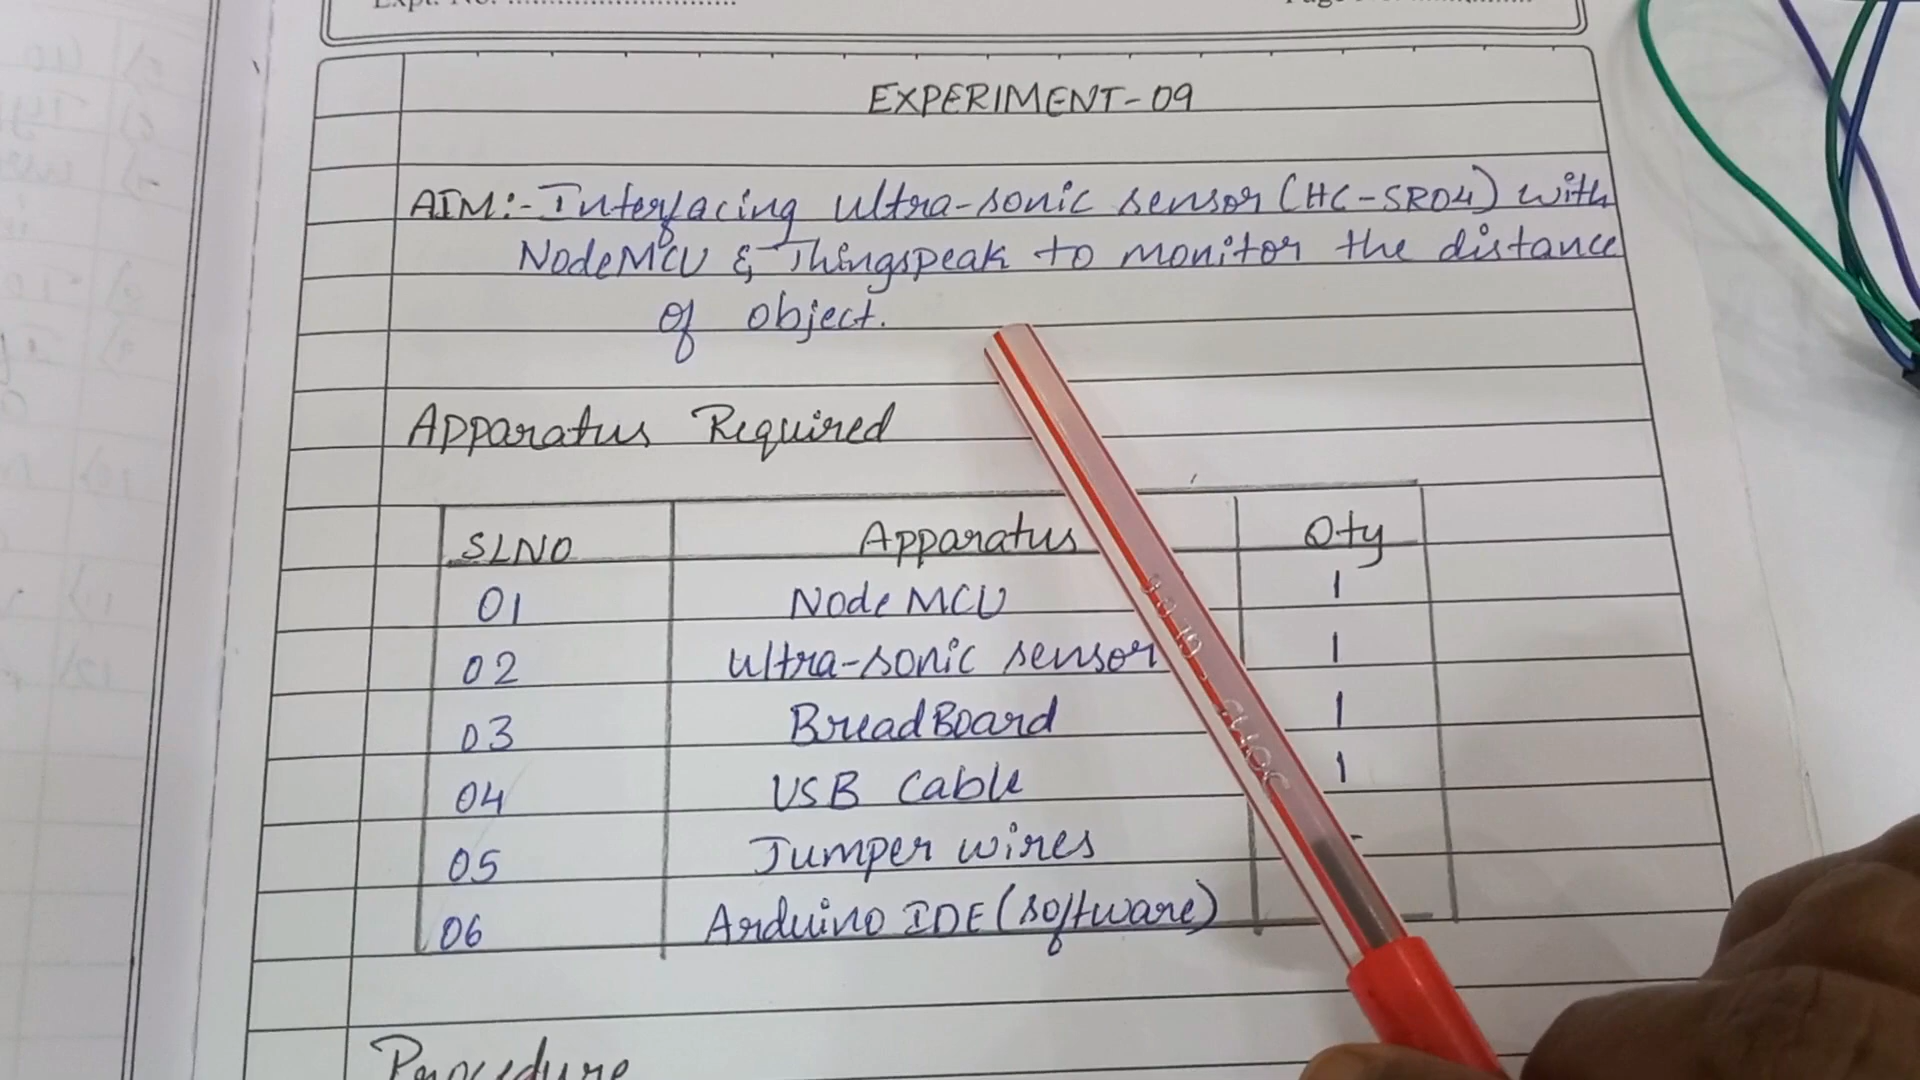 EXPERIMENT-09
AIM:- Interfacing ultra-sonic sensor (HC-SR04) with
NodeMCU & Thingspeak to monitor the distance
of object.
Apparatus Required
SLNO Apparatus Qty
01 NodeMCU 1
02 ultra-sonic sensor 1
03 BreadBoard 1
04 USB Cable 1
05 Jumper wires -
06 Arduino IDE (software)
Procedure